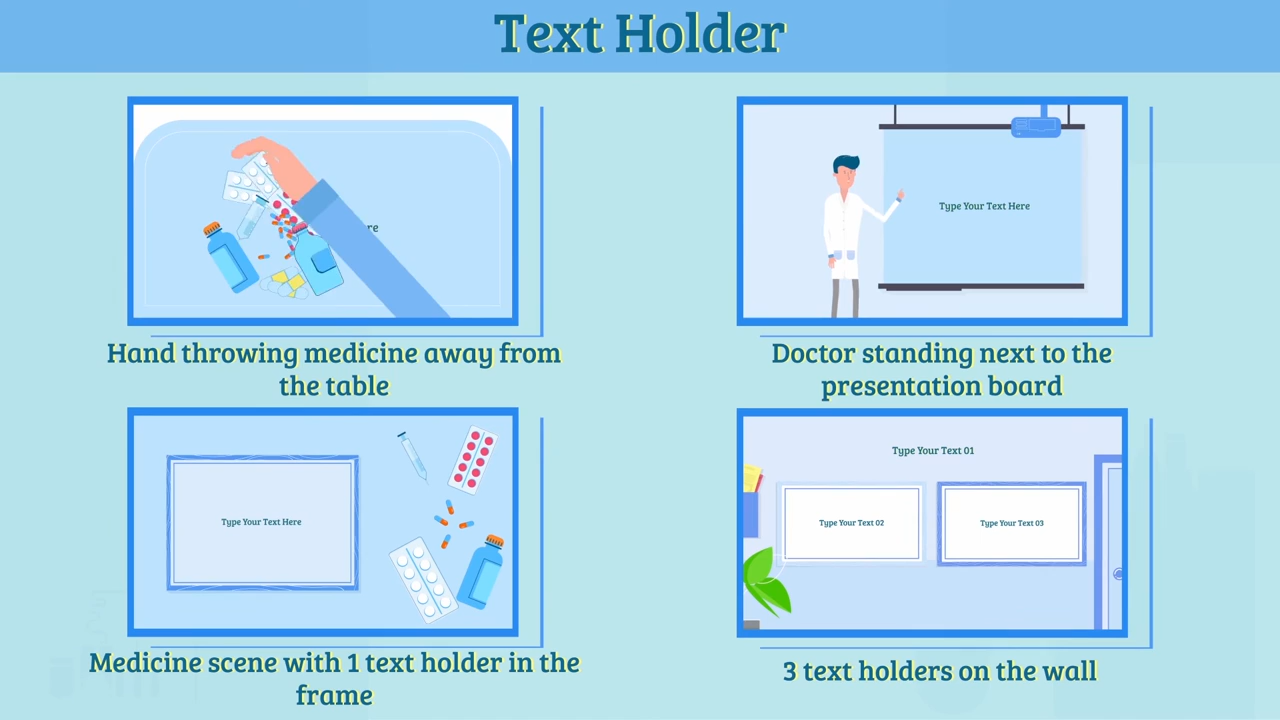 Text Holder
Type Your Text Here
Hand throwing medicine away from
the table
Doctor standing next to the
presentation board
Type Your Text Here
Type Your Text 01
Type Your Text 02
Type Your Text 03
Medicine scene with 1 text holder in the
frame
3 text holders on the wall